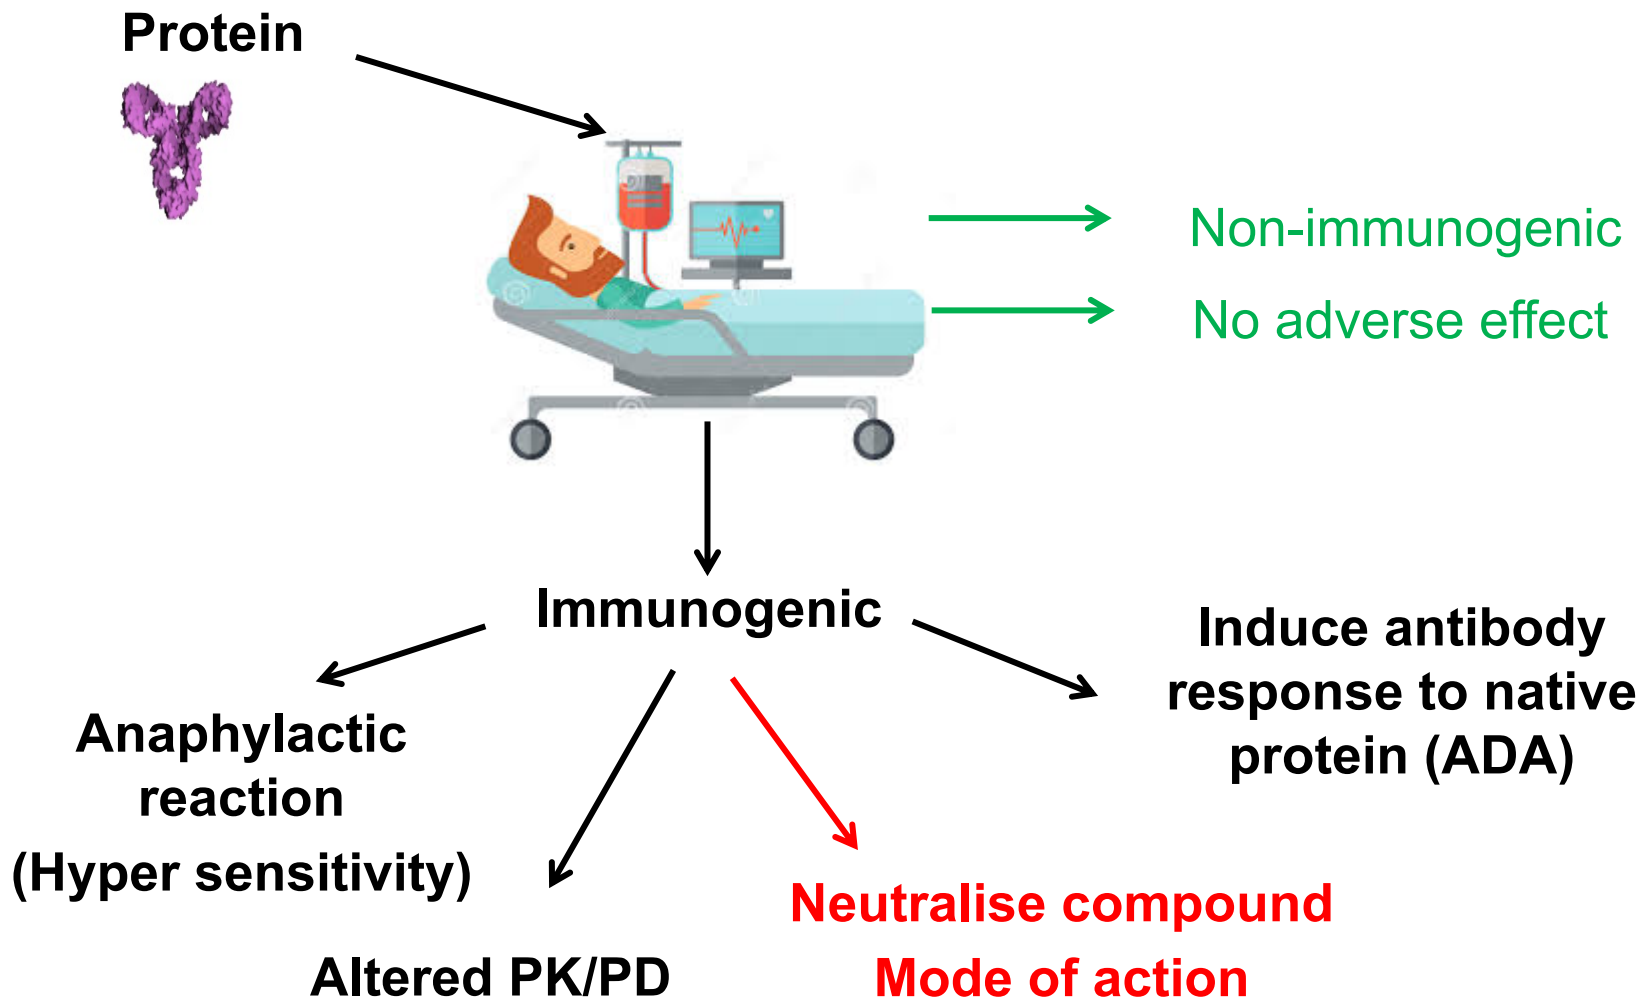 Protein
Non-immunogenic
No adverse effect
Immunogenic
Induce antibody
response to native
protein (ADA)
Anaphylactic
reaction
(Hyper sensitivity)
Neutralise compound
Mode of action
Altered PK/PD